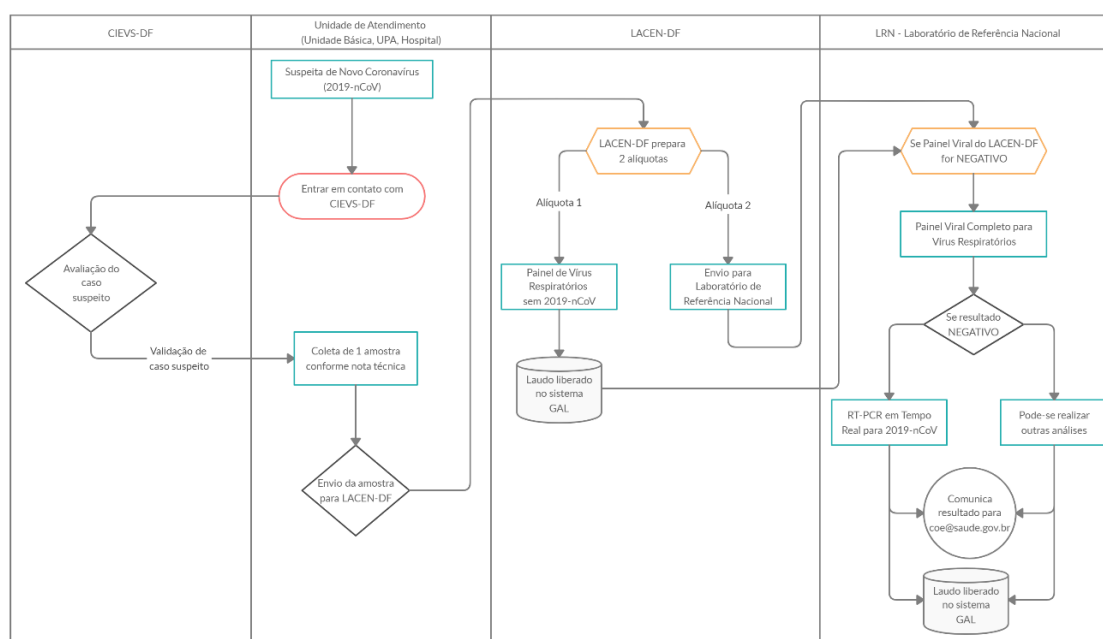 CIEVS-DF
Unidade de Atendimento
(Unidade Básica, UPA, Hospital)
LACEN-DF
LRN - Laboratório de Referência Nacional
Suspeita de Novo Coronavírus
(2019-nCoV)
Entrar em contato com
CIEVS-DF
Avaliação do
caso
suspeito
Validação de
caso suspeito
Coleta de 1 amostra
conforme nota técnica
Envio da amostra
para LACEN-DF
LACEN-DF prepara
2 alíquotas
Alíquota 1
Alíquota 2
Painel de Vírus
Respiratórios
sem 2019-nCoV
Envio para
Laboratório de
Referência Nacional
Laudo liberado
no sistema
GAL
Se Painel Viral do LACEN-DF
for NEGATIVO
Painel Viral Completo para
Vírus Respiratórios
Se resultado
NEGATIVO
RT-PCR em Tempo
Real para 2019-nCoV
Pode-se realizar
outras análises
Comunica
resultado para
coe@saude.gov.br
Laudo liberado
no sistema
GAL